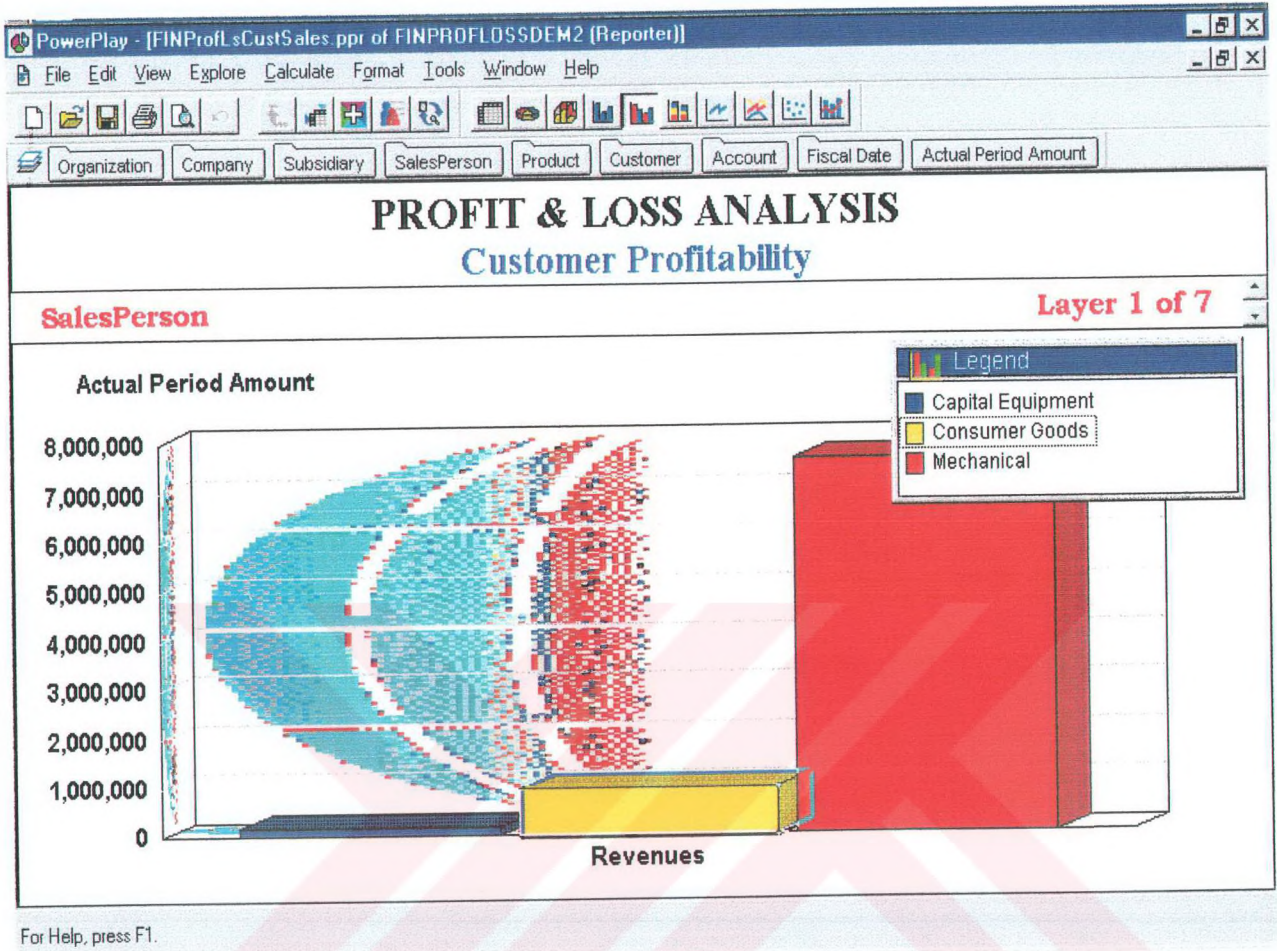 PowerPlay - [FINProfLsCustSales.ppr of FINPROFLOSSDEM2 (Reporter)]
File Edit View Explore Calculate Format Tools Window Help
Organization Company Subsidiary SalesPerson Product Customer Account Fiscal Date Actual Period Amount
PROFIT & LOSS ANALYSIS
Customer Profitability
SalesPerson Layer 1 of 7
Legend
Capital Equipment
Consumer Goods
Mechanical
Actual Period Amount
8,000,000
7,000,000
6,000,000
5,000,000
4,000,000
3,000,000
2,000,000
1,000,000
0
Revenues
For Help, press F1.